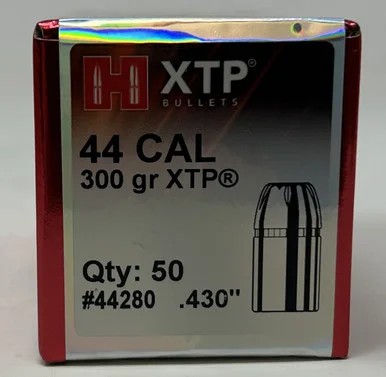 H XTP®
BULLETS
44 CAL
300 gr XTP®
Qty: 50
#44280 .430"